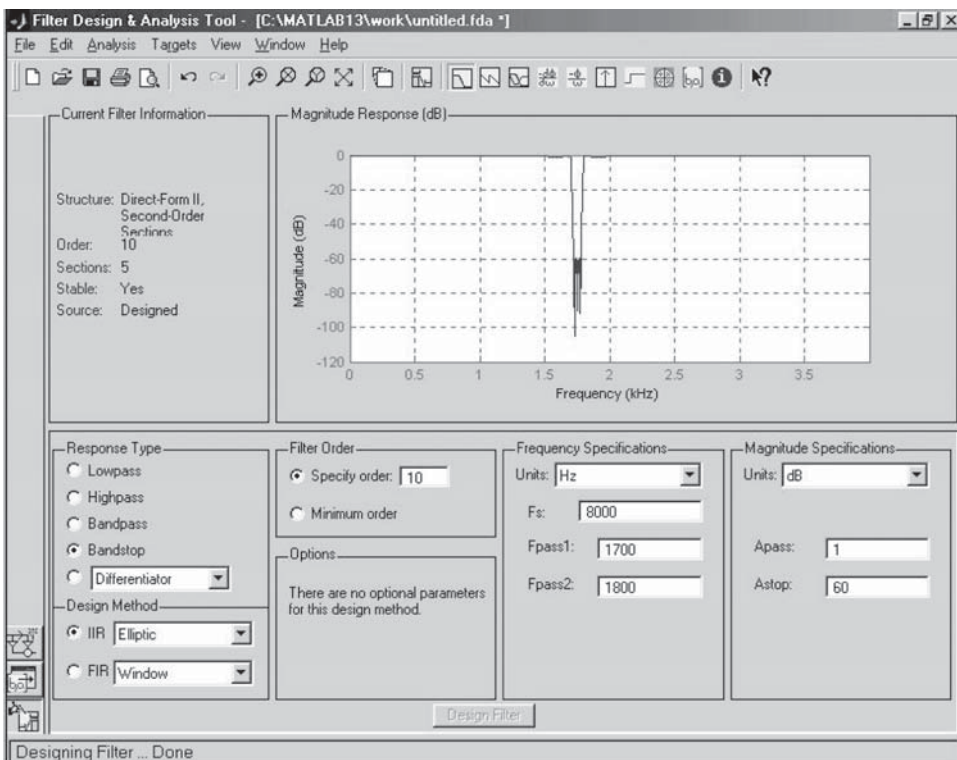 Filter Design & Analysis Tool - [C:\MATLAB13\work\untitled.fda *]
File Edit Analysis Targets View Window Help
Current Filter Information
Structure: Direct-Form II,
Second-Order
Sections
Order: 10
Sections: 5
Stable: Yes
Source: Designed
Magnitude Response (dB)
0
-20
-40
-60
-80
-100
-120
Magnitude (dB)
0 0.5 1 1.5 2 2.5 3 3.5
Frequency (kHz)
Response Type
Lowpass
Highpass
Bandpass
Bandstop
Differentiator
Design Method
IIR Elliptic
FIR Window
Filter Order
Specify order: 10
Minimum order
Options
There are no optional parameters
for this design method.
Frequency Specifications
Units: Hz
Fs: 8000
Fpass1: 1700
Fpass2: 1800
Magnitude Specifications
Units: dB
Apass: 1
Astop: 60
Design Filter
Designing Filter ... Done